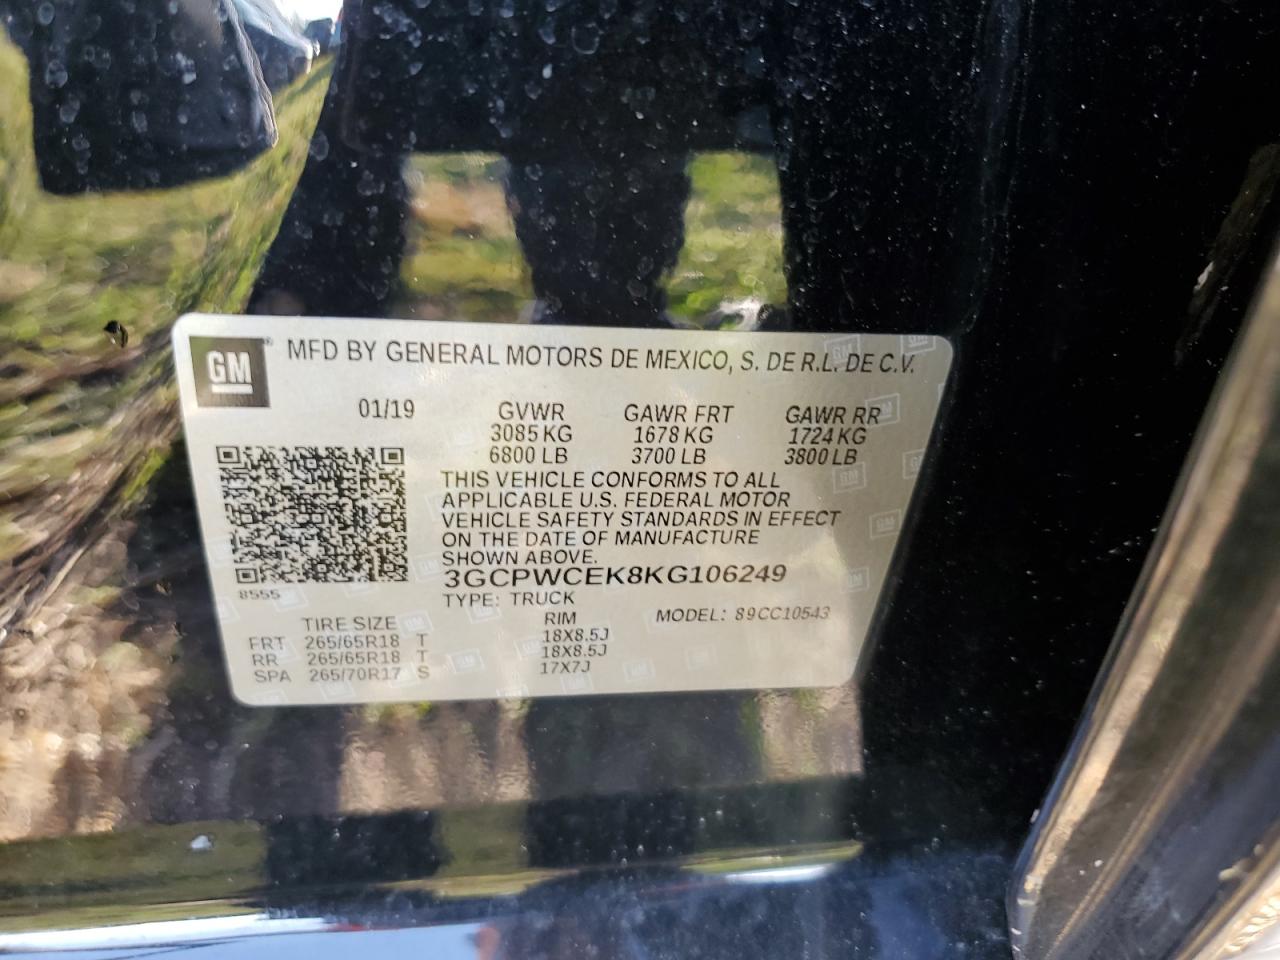 GM ® MFD BY GENERAL MOTORS DE MEXICO, S. DE R.L. DE C.V.
01/19 GVWR GAWR FRT GAWR RR
3085 KG 1678 KG 1724 KG
6800 LB 3700 LB 3800 LB
THIS VEHICLE CONFORMS TO ALL
APPLICABLE U.S. FEDERAL MOTOR
VEHICLE SAFETY STANDARDS IN EFFECT
ON THE DATE OF MANUFACTURE
SHOWN ABOVE.
3GCPWCEK8KG106249
8555
TYPE: TRUCK
TIRE SIZE RIM MODEL: 89CC10543
FRT 265/65R18 T 18X8.5J
RR 265/65R18 T 18X8.5J
SPA 265/70R17 S 17X7J